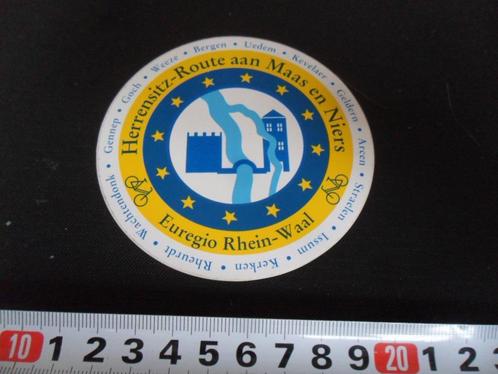 Wachtendonk • Gennep • Goch • Weeze • Bergen • Uedem • Kevelaer • Geldern • Arcen • Straelen • Issum • Kerken • Rheurdt •
Herrensitz-Route aan Maas en Niers
Euregio Rhein-Waal
10 1 2 3 4 5 6 7 8 9 20 1 2